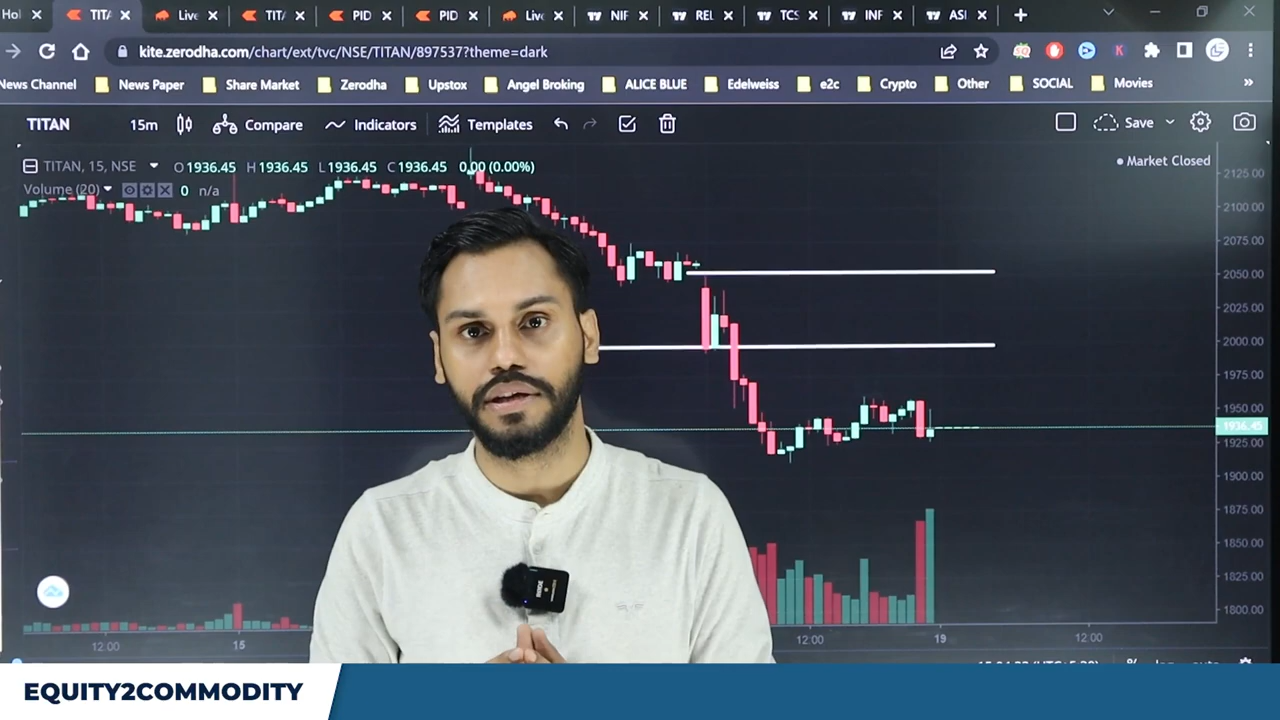 Hol TITA Live TITA PID PID Live NIF REL TCS INF ASI
kite.zerodha.com/chart/ext/tvc/NSE/TITAN/897537?theme=dark
News Channel News Paper Share Market Zerodha Upstox Angel Broking ALICE BLUE Edelweiss e2c Crypto Other SOCIAL Movies »
TITAN 15m Compare Indicators Templates Save
TITAN, 15, NSE O1936.45 H1936.45 L1936.45 C1936.45 0.00 (0.00%)
Market Closed
Volume (20) 0 n/a
2125.00
2100.00
2075.00
2050.00
2025.00
2000.00
1975.00
1950.00
1936.45
1925.00
1900.00
1875.00
1850.00
1825.00
1800.00
12:00 15 12:00 19 12:00
EQUITY2COMMODITY